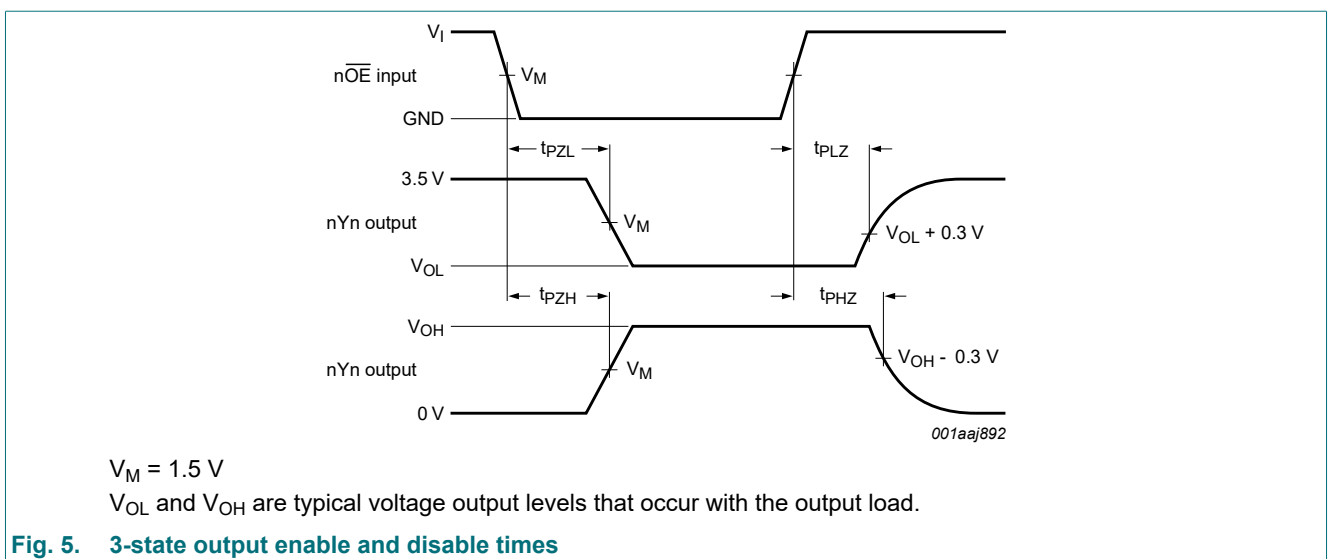 V_I
nO̅E̅ input
V_M
GND
t_PZL
t_PLZ
3.5 V
nYn output
V_M
V_OL + 0.3 V
V_OL
t_PZH
t_PHZ
V_OH
V_OH - 0.3 V
nYn output
V_M
0 V
001aaj892
V_M = 1.5 V
V_OL and V_OH are typical voltage output levels that occur with the output load.
Fig. 5. 3-state output enable and disable times